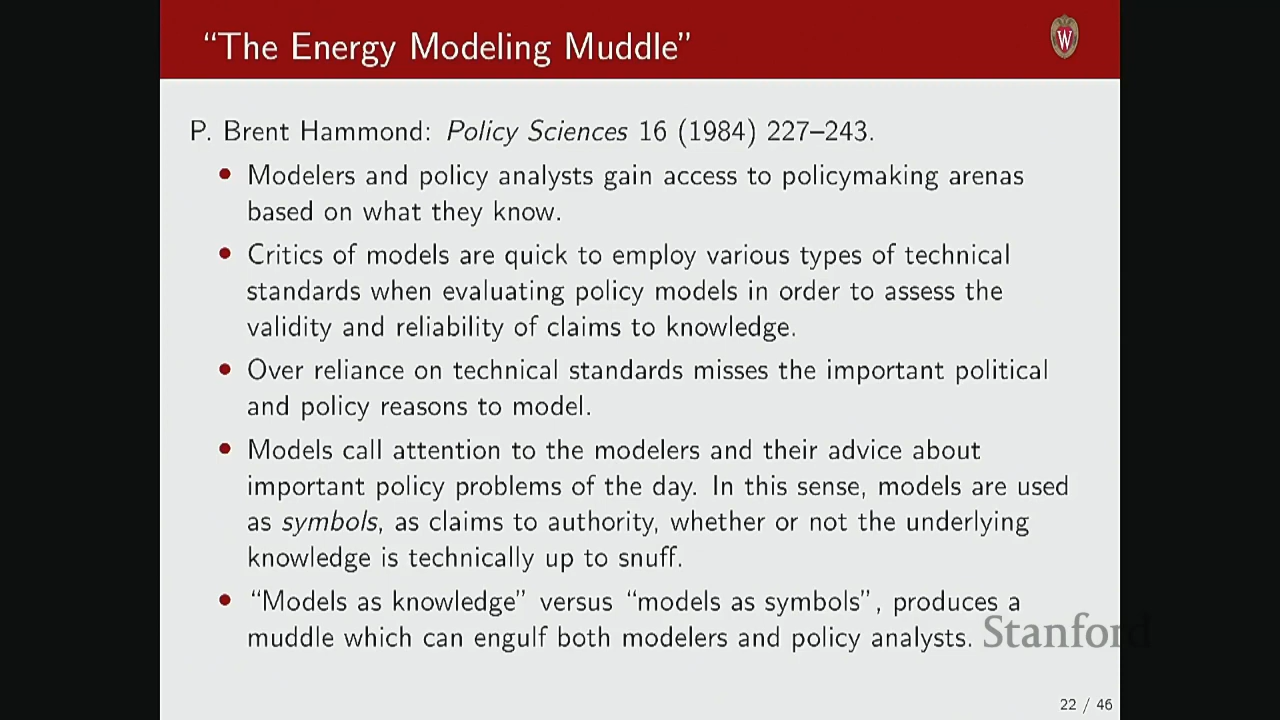 “The Energy Modeling Muddle”
W
P. Brent Hammond: Policy Sciences 16 (1984) 227–243.
• Modelers and policy analysts gain access to policymaking arenas
based on what they know.
• Critics of models are quick to employ various types of technical
standards when evaluating policy models in order to assess the
validity and reliability of claims to knowledge.
• Over reliance on technical standards misses the important political
and policy reasons to model.
• Models call attention to the modelers and their advice about
important policy problems of the day. In this sense, models are used
as symbols, as claims to authority, whether or not the underlying
knowledge is technically up to snuff.
• “Models as knowledge” versus “models as symbols”, produces a
muddle which can engulf both modelers and policy analysts.
Stanford
22 / 46